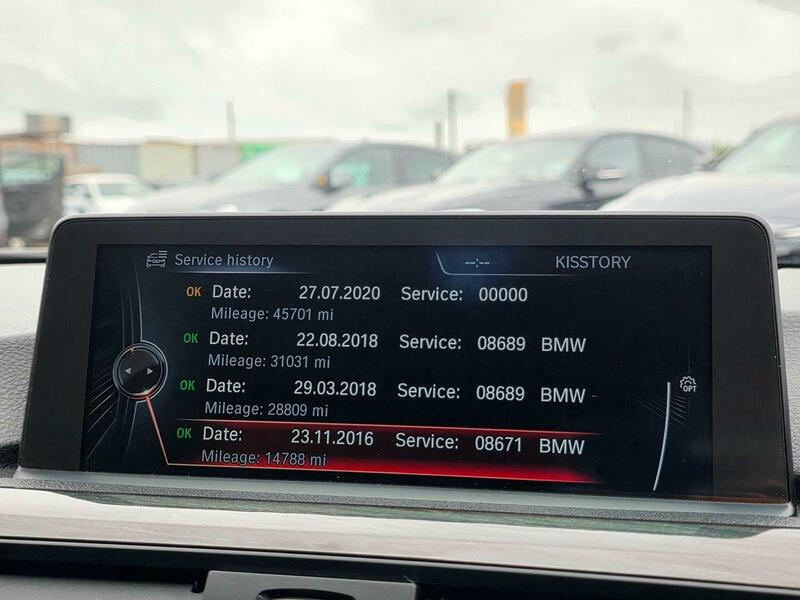 Service history --:-- KISSTORY
OK Date: 27.07.2020 Service: 00000
Mileage: 45701 mi
OK Date: 22.08.2018 Service: 08689 BMW
Mileage: 31031 mi
OK Date: 29.03.2018 Service: 08689 BMW
Mileage: 28809 mi
OPT
OK Date: 23.11.2016 Service: 08671 BMW
Mileage: 14788 mi